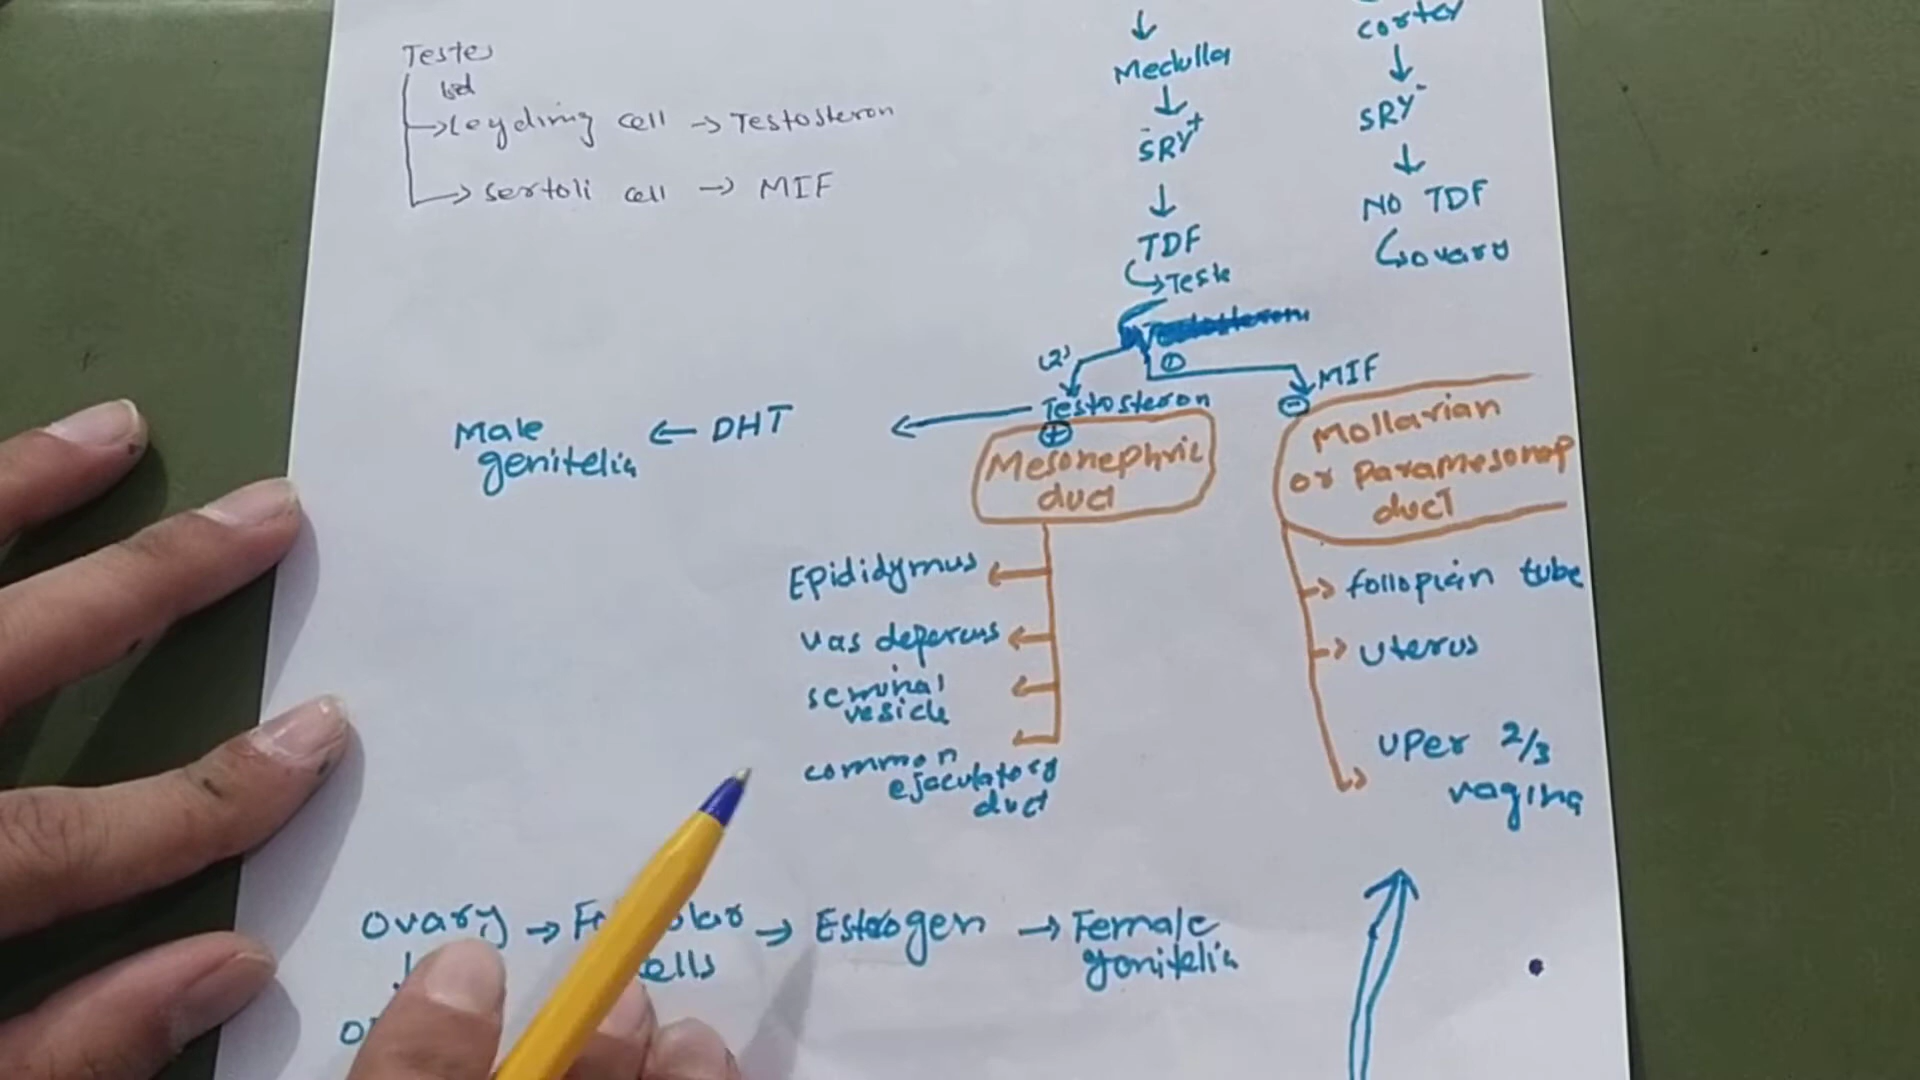 Testes
Leydinig cell → Testosteron
Sertoli cell → MIF
cortex
Medulla
SRY+
SRY-
TDF
NO TDF
Teste
ovary
(2)
①
Testosteron
MIF
+
-
Male
genitelia
← DHT
Mesonephric
duct
Mollarian
or Paramesonep
ducT
Epididymus
vas deferens
seminal
vesicle
common
ejaculatory
duct
follopian tube
uterus
UPer 2/3
vagina
Ovary → → Estrogen → Female
genitelia